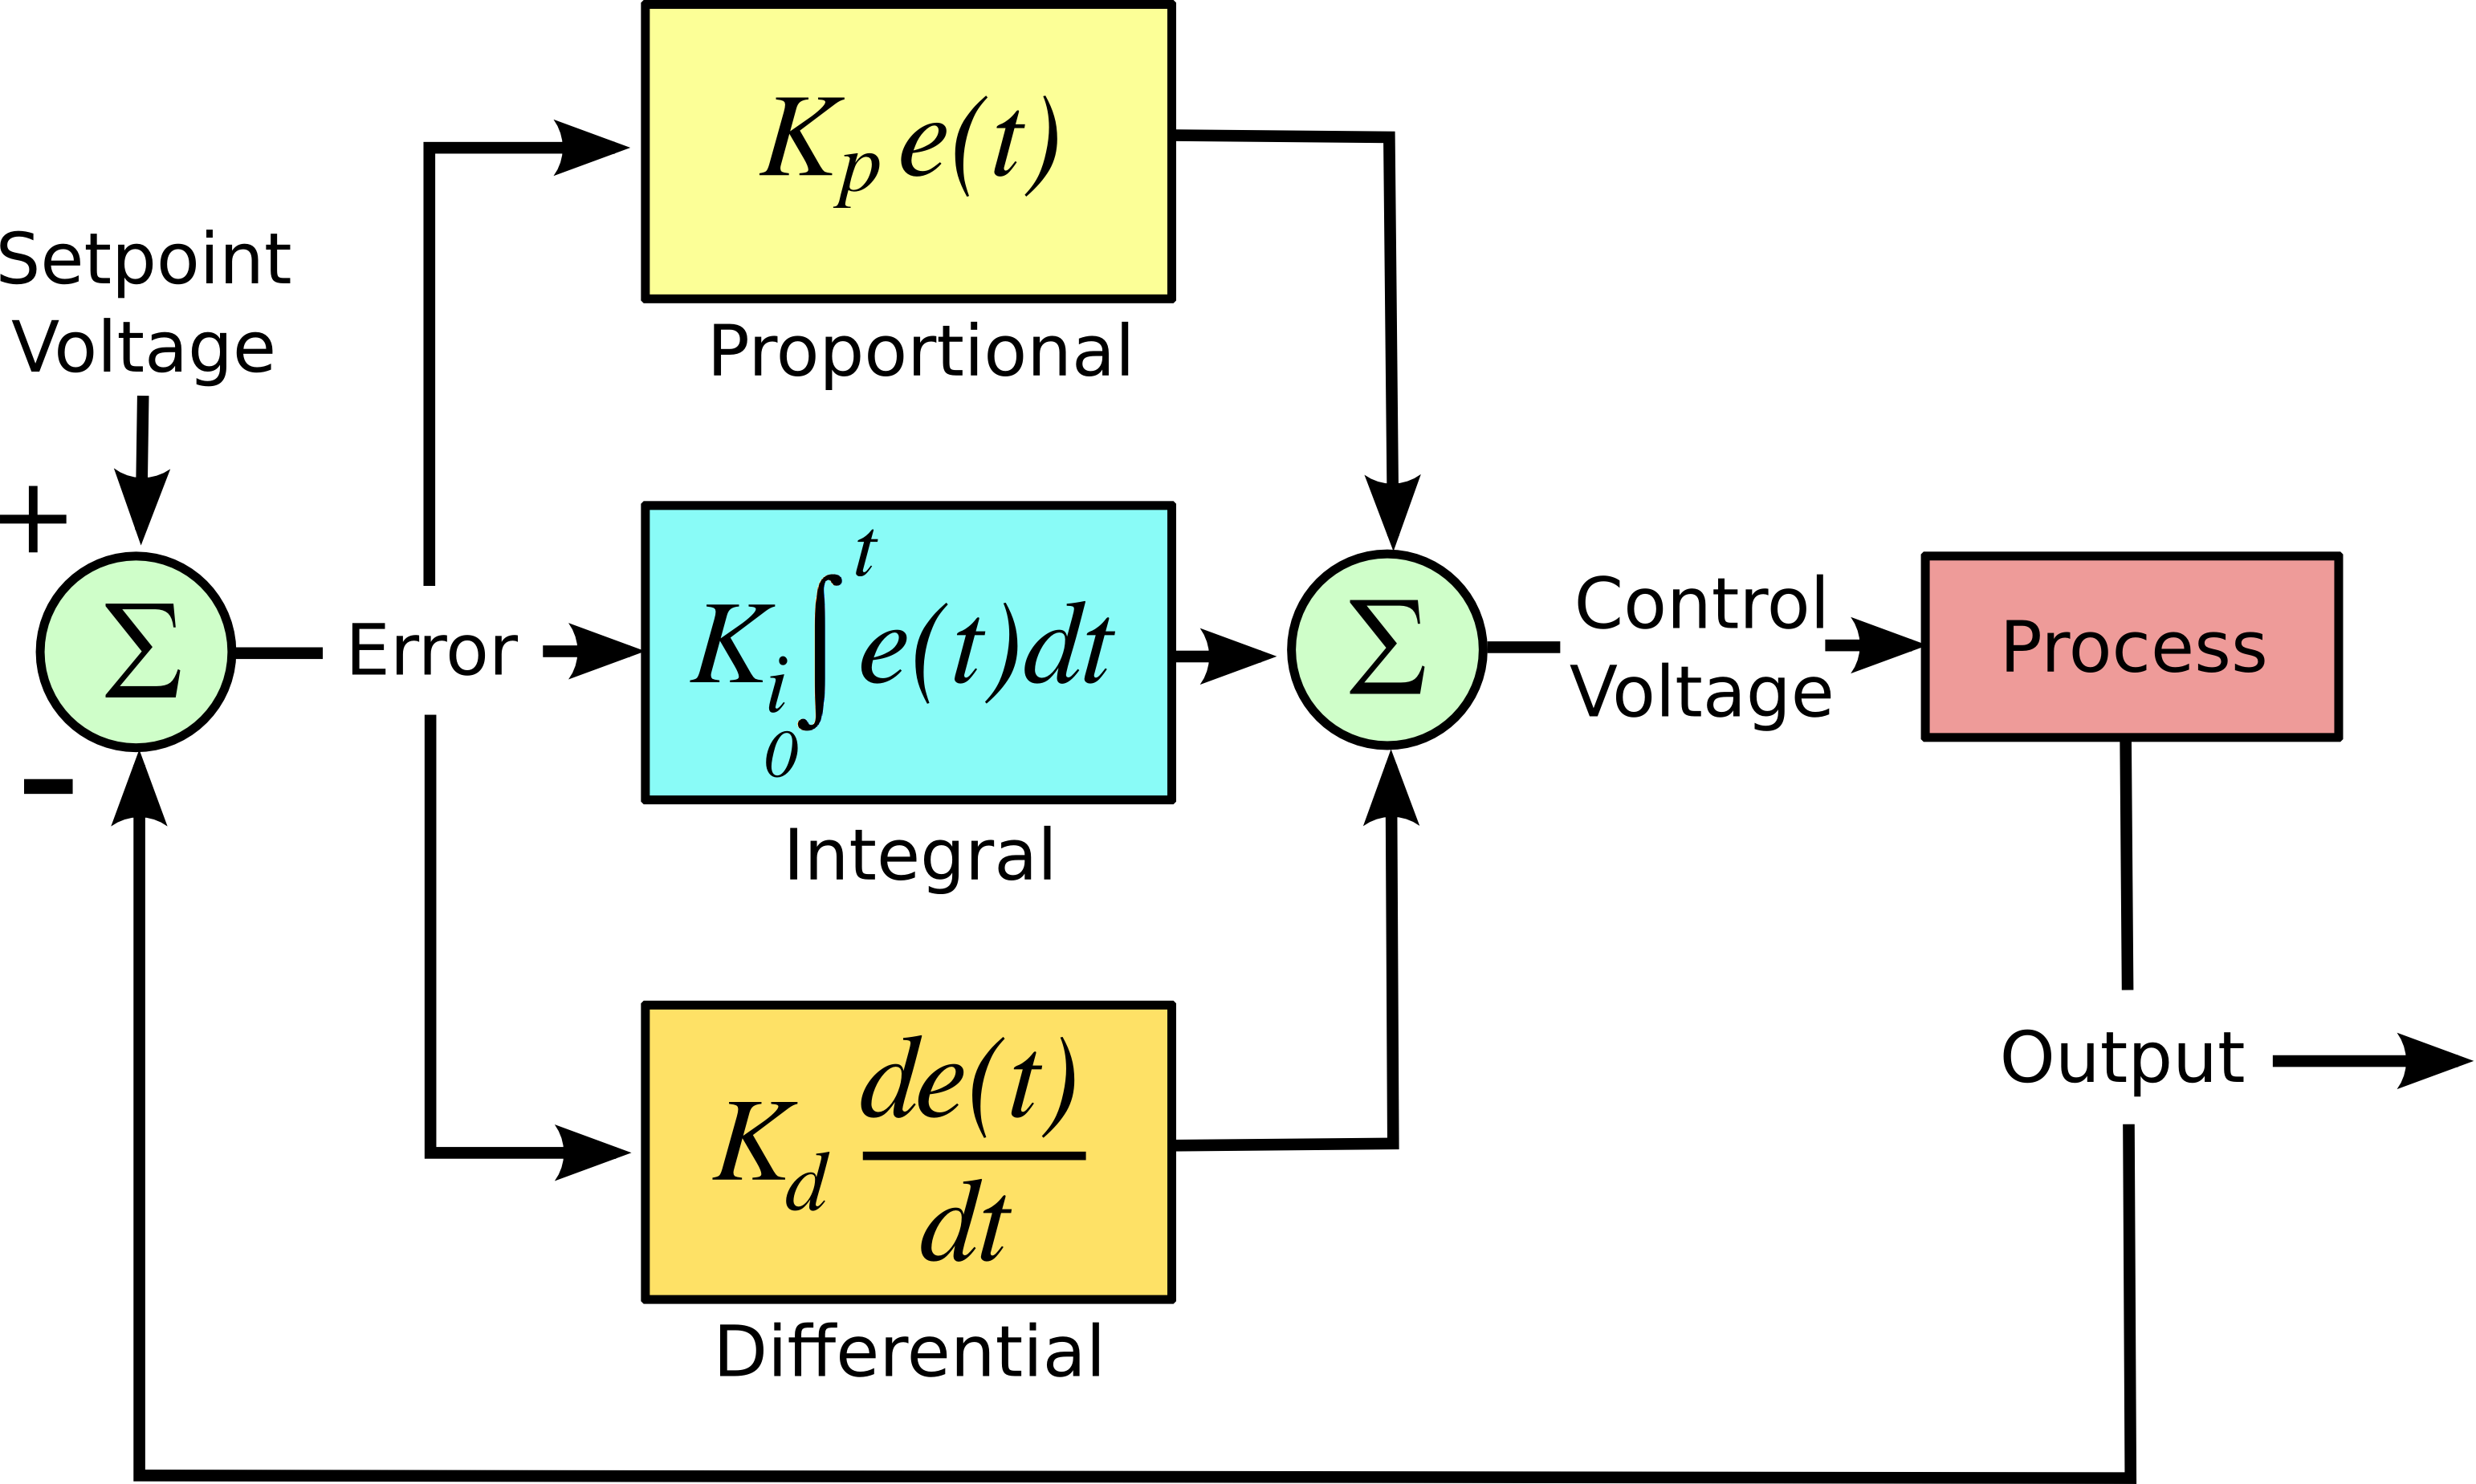 Setpoint
Voltage
+
Σ
-
Error
K_p e(t)
Proportional
K_i ∫_0^t e(t)dt
Integral
K_d de(t)/dt
Differential
Σ
Control
Voltage
Process
Output